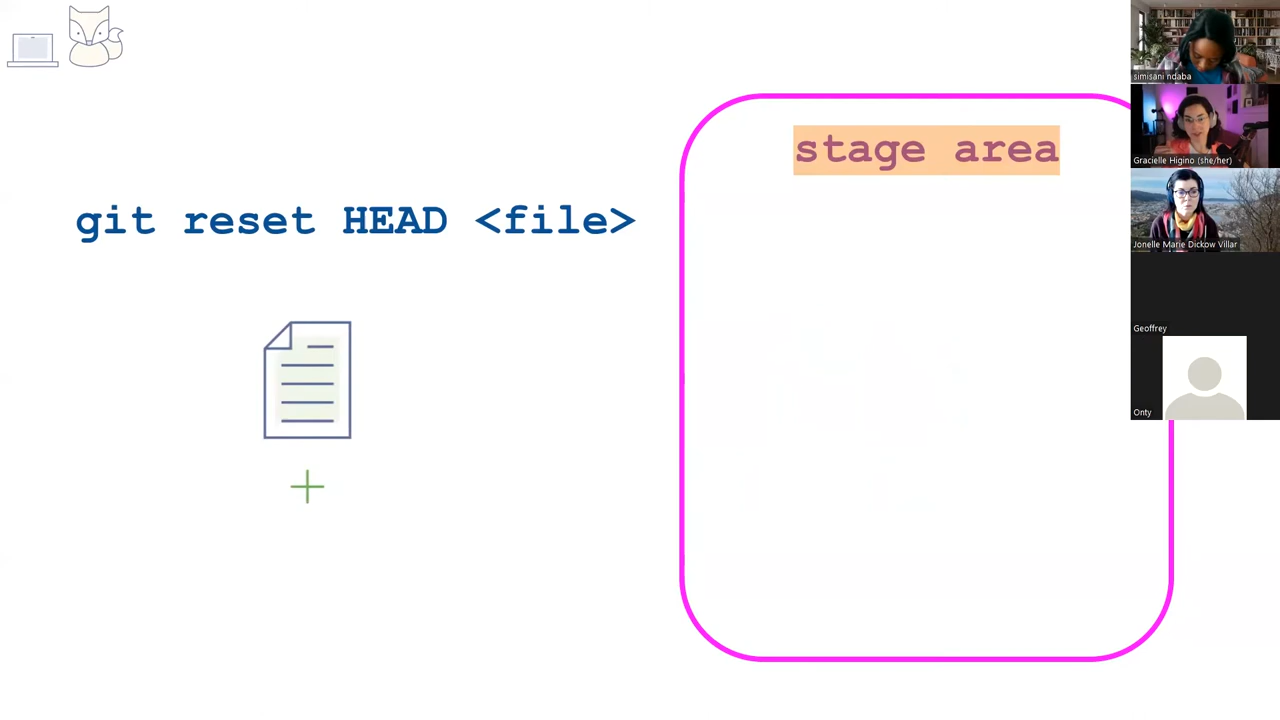 git reset HEAD <file>
stage area
simisani ndaba
Gracielle Higino (she/her)
Jonelle Marie Dickow Villar
Geoffrey
Onty